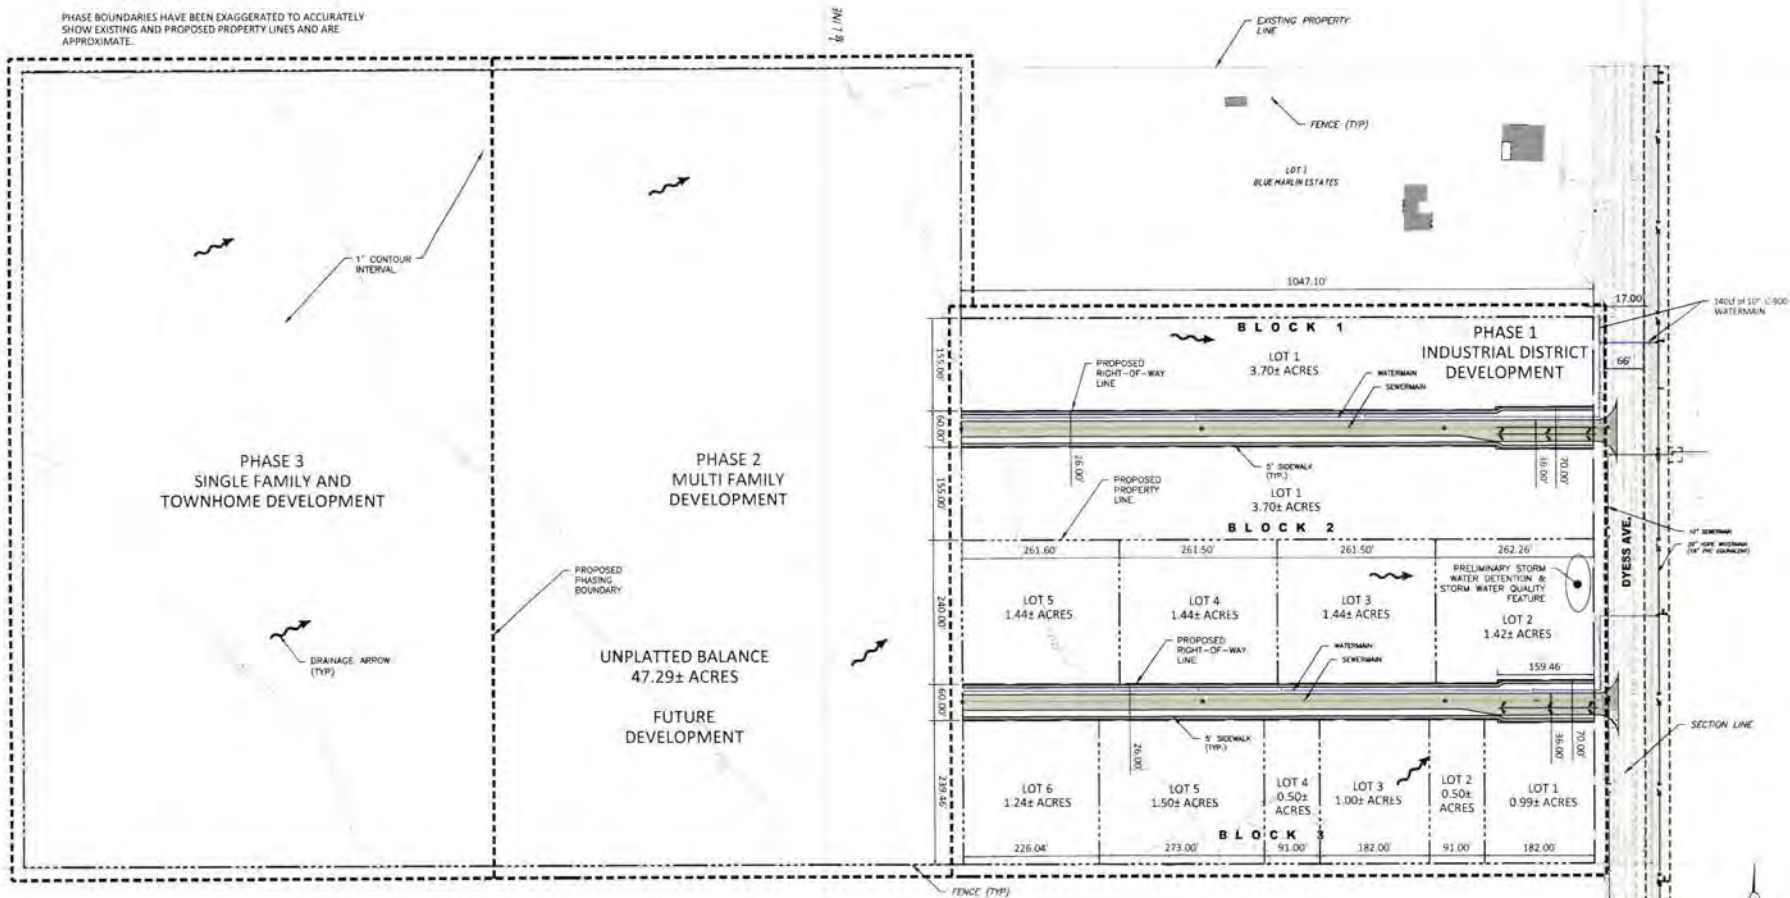 PHASE BOUNDARIES HAVE BEEN EXAGGERATED TO ACCURATELY
SHOW EXISTING AND PROPOSED PROPERTY LINES AND ARE
APPROXIMATE.
EXISTING PROPERTY
LINE
FENCE (TYP)
LOT 1
BLUE MARLIN ESTATES
1" CONTOUR
INTERVAL
1047.10'
17.00'
10"
WATERMAIN
66'
BLOCK 1
LOT 1
3.70± ACRES
PHASE 1
INDUSTRIAL DISTRICT
DEVELOPMENT
155.00'
PROPOSED
RIGHT-OF-WAY
LINE
WATERMAIN
SEWERMAIN
60.00'
26.00'
36.00'
70.00'
5' SIDEWALK
(TYP.)
PHASE 3
SINGLE FAMILY AND
TOWNHOME DEVELOPMENT
PHASE 2
MULTI FAMILY
DEVELOPMENT
PROPOSED
PROPERTY
LINE
155.00'
LOT 1
3.70± ACRES
BLOCK 2
10" SEWERMAIN
DYESS AVE.
261.60'
261.50'
261.50'
262.26'
PRELIMINARY STORM
WATER DETENTION &
STORM WATER QUALITY
FEATURE
PROPOSED
PHASING
BOUNDARY
240.00'
LOT 5
1.44± ACRES
LOT 4
1.44± ACRES
LOT 3
1.44± ACRES
LOT 2
1.42± ACRES
DRAINAGE ARROW
(TYP)
UNPLATTED BALANCE
47.29± ACRES
FUTURE
DEVELOPMENT
PROPOSED
RIGHT-OF-WAY
LINE
WATERMAIN
SEWERMAIN
159.46'
60.00'
26.00'
36.00'
70.00'
5' SIDEWALK
(TYP.)
SECTION LINE
239.46'
LOT 6
1.24± ACRES
LOT 5
1.50± ACRES
LOT 4
0.50±
ACRES
LOT 3
1.00± ACRES
LOT 2
0.50±
ACRES
LOT 1
0.99± ACRES
BLOCK 3
226.04'
273.00'
91.00'
182.00'
91.00'
182.00'
FENCE (TYP)